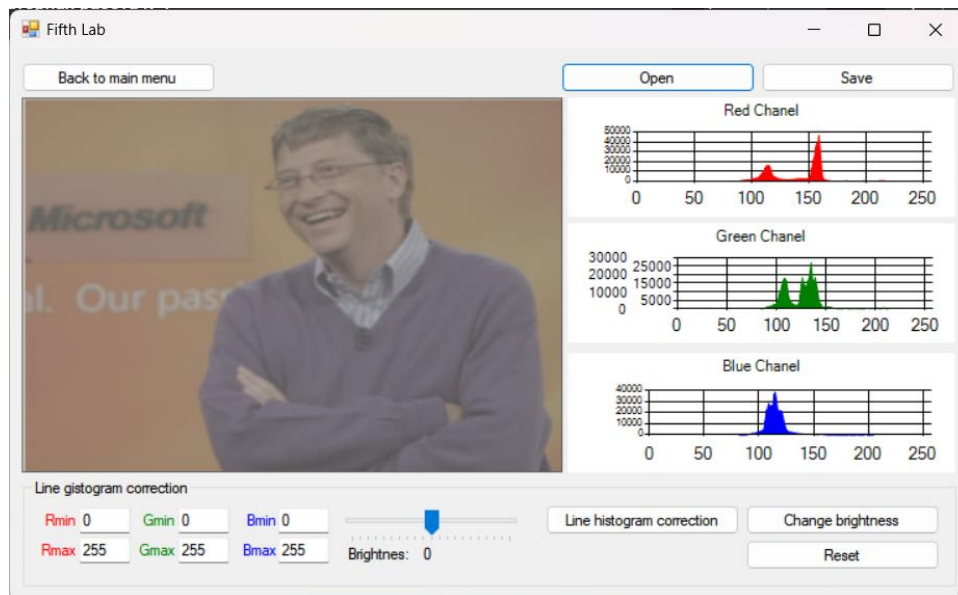 Fifth Lab
Back to main menu
Open
Save
Microsoft
al. Our pas
Red Chanel
50000
40000
30000
20000
10000
0
0 50 100 150 200 250
Green Chanel
30000 25000
20000 15000
10000 5000
0
0 50 100 150 200 250
Blue Chanel
40000
30000
20000
10000
0
0 50 100 150 200 250
Line gistogram correction
Rmin 0 Gmin 0 Bmin 0
Rmax 255 Gmax 255 Bmax 255
Brightnes: 0
Line histogram correction
Change brightness
Reset